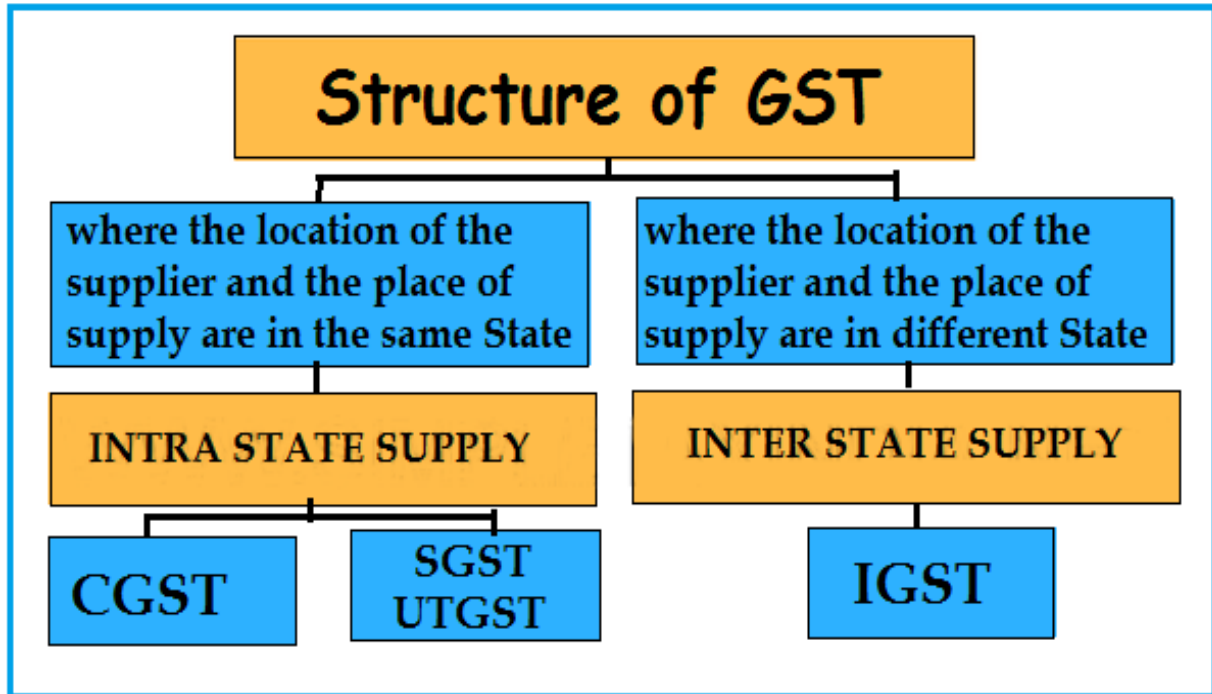 Structure of GST
where the location of the
supplier and the place of
supply are in the same State
where the location of the
supplier and the place of
supply are in different State
INTRA STATE SUPPLY
INTER STATE SUPPLY
CGST
SGST
UTGST
IGST